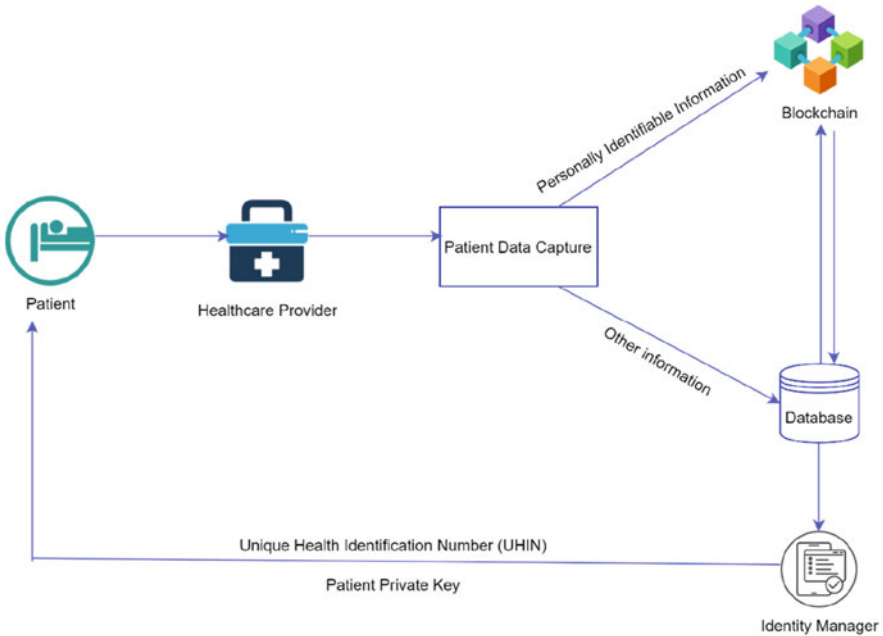 Personally Identifiable Information
Blockchain
Patient Data Capture
Patient
Healthcare Provider
Other information
Database
Unique Health Identification Number (UHIN)
Patient Private Key
Identity Manager